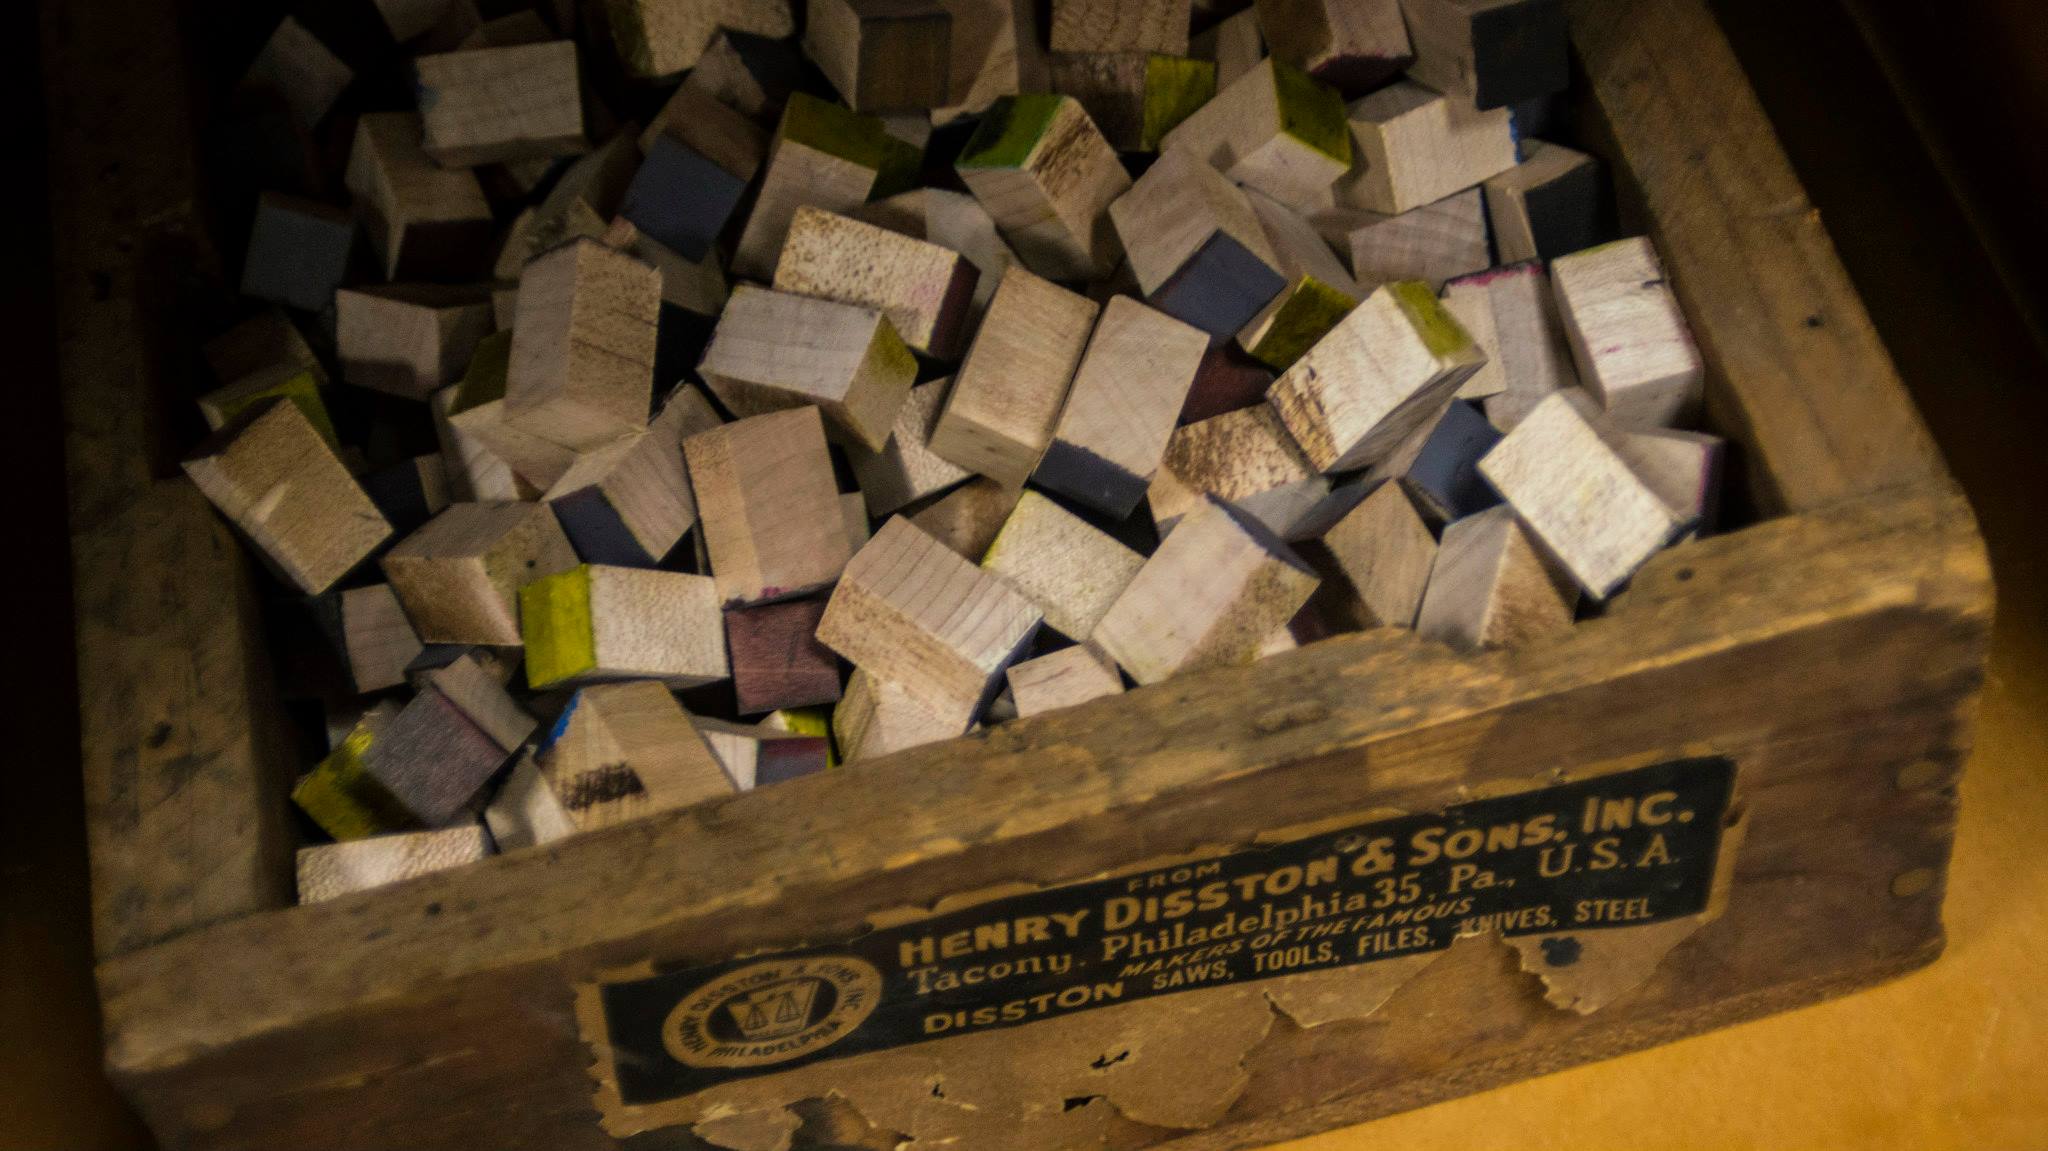 FROM
HENRY DISSTON & SONS, INC.
Tacony, Philadelphia 35, Pa., U.S.A.
MAKERS OF THE FAMOUS
DISSTON SAWS, TOOLS, FILES, KNIVES, STEEL
HENRY DISSTON & SONS INC
PHILADELPHIA